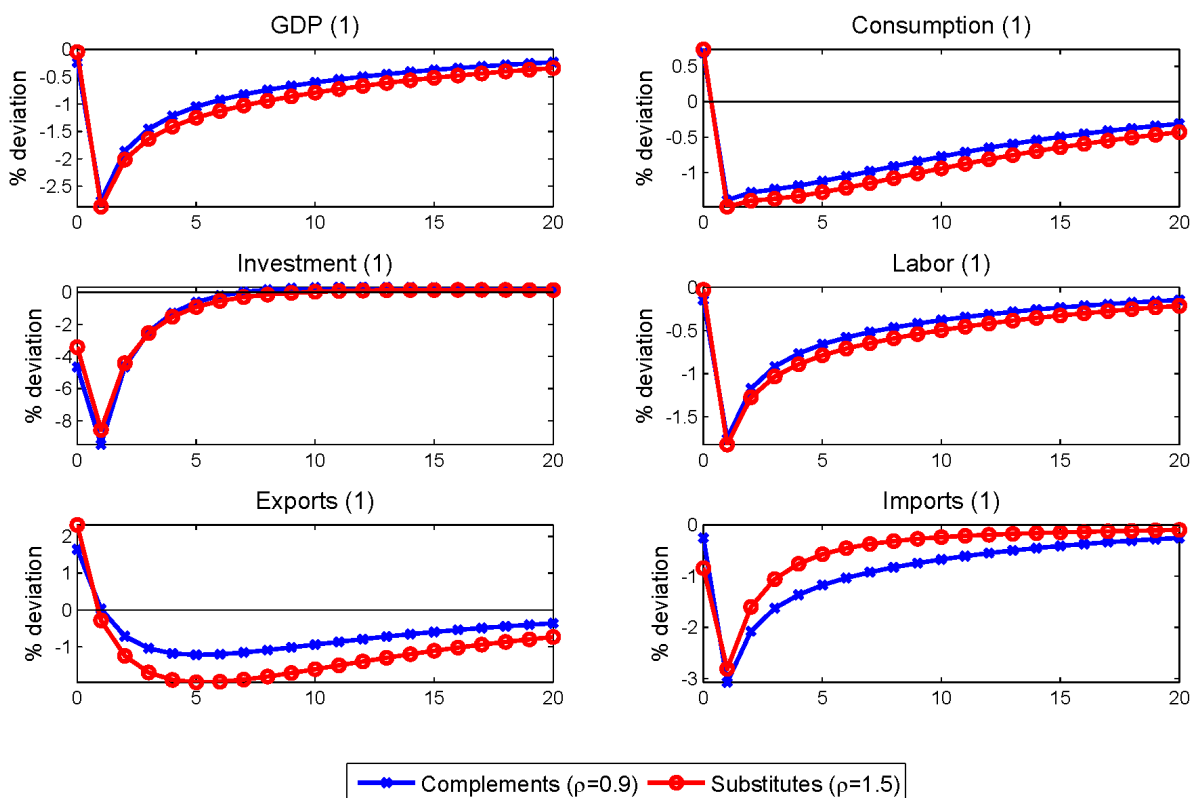 GDP (1)
% deviation
0
-0.5
-1
-1.5
-2
-2.5
0 5 10 15 20
Consumption (1)
% deviation
0.5
0
-0.5
-1
0 5 10 15 20
Investment (1)
% deviation
0
-2
-4
-6
-8
0 5 10 15 20
Labor (1)
% deviation
0
-0.5
-1
-1.5
0 5 10 15 20
Exports (1)
% deviation
2
1
0
-1
0 5 10 15 20
Imports (1)
% deviation
0
-1
-2
-3
0 5 10 15 20
Complements (ρ=0.9) Substitutes (ρ=1.5)